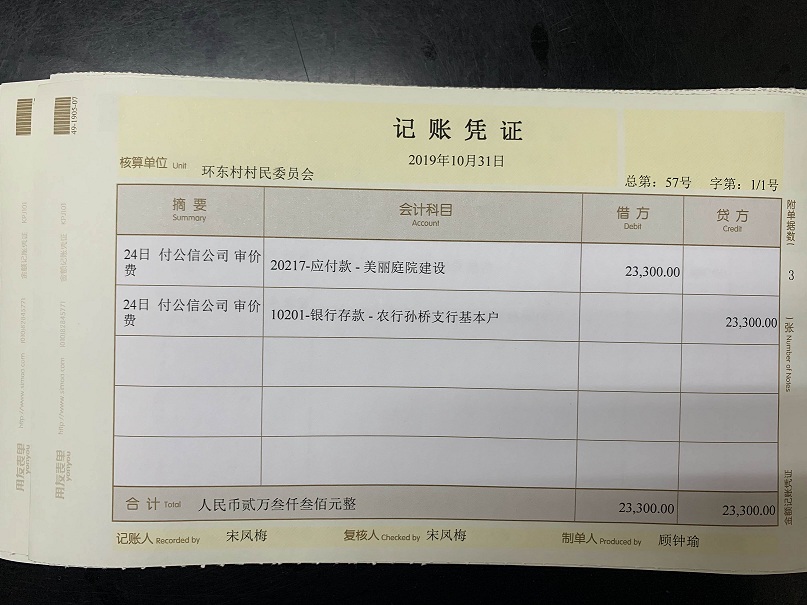 记账凭证
2019年10月31日
核算单位 Unit 环东村村民委员会
总第：57号 字第：1/1号
摘要 会计科目 借方 贷方
Summary Account Debit Credit
24日 付公信公司 审价
费
20217-应付款 - 美丽庭院建设 23,300.00
24日 付公信公司 审价
费
10201-银行存款 - 农行孙桥支行基本户 23,300.00
合计 Total 人民币贰万叁仟叁佰元整 23,300.00 23,300.00
记账人 Recorded by 宋凤梅 复核人 Checked by 宋凤梅 制单人 Produced by 顾钟瑜
附单据数( 3 )张 Number of Notes
金额记账凭证
49-1905-07
用友表单
yonyou